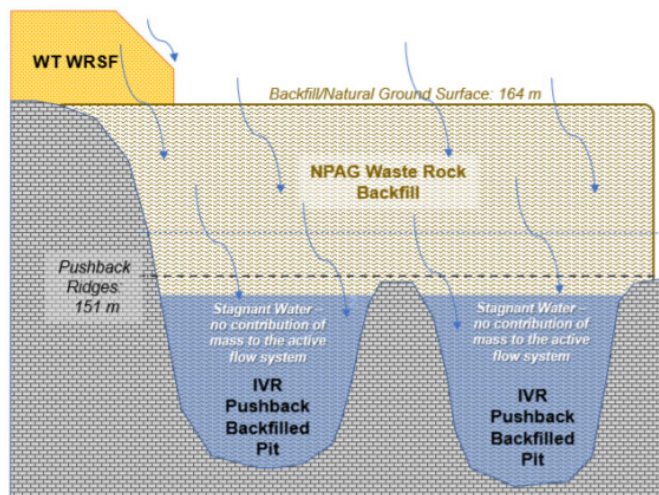 WT WRSF
Backfill/Natural Ground Surface: 164 m
NPAG Waste Rock
Backfill
Pushback
Ridges:
151 m
Stagnant Water –
no contribution of
mass to the active
flow system
IVR
Pushback
Backfilled
Pit
Stagnant Water –
no contribution of
mass to the active
flow system
IVR
Pushback
Backfilled
Pit